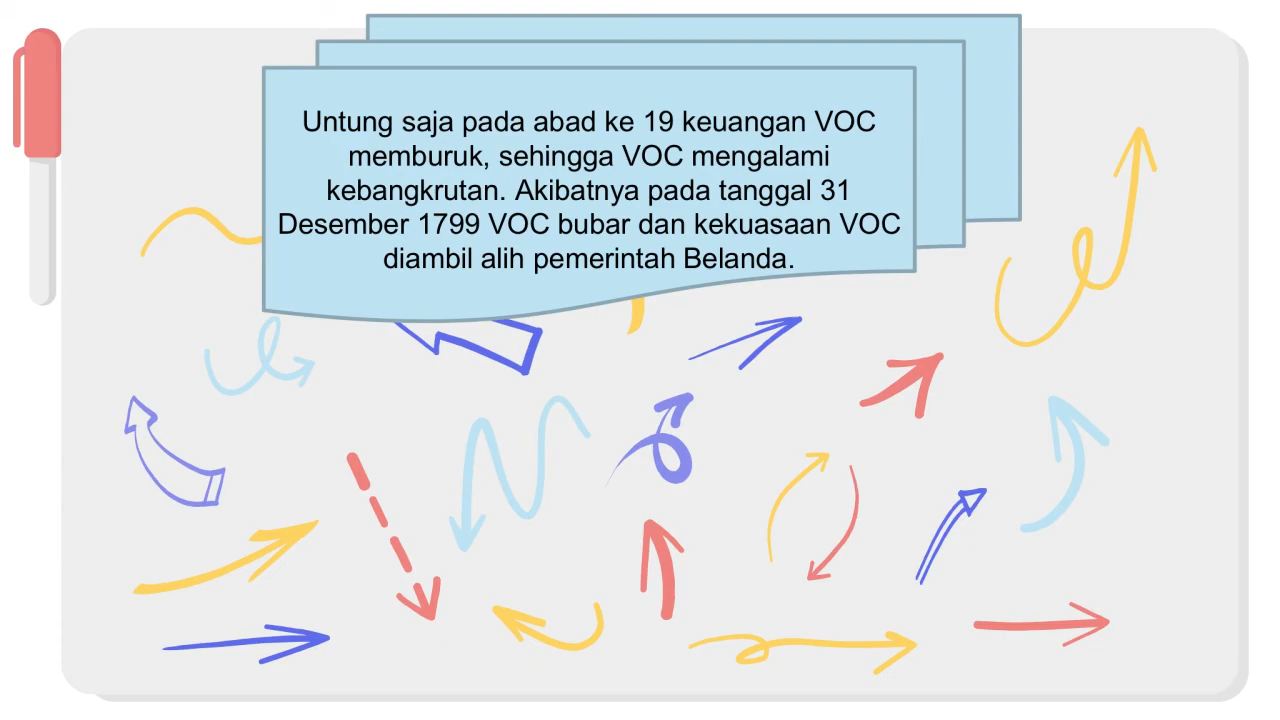 Untung saja pada abad ke 19 keuangan VOC
memburuk, sehingga VOC mengalami
kebangkrutan. Akibatnya pada tanggal 31
Desember 1799 VOC bubar dan kekuasaan VOC
diambil alih pemerintah Belanda.